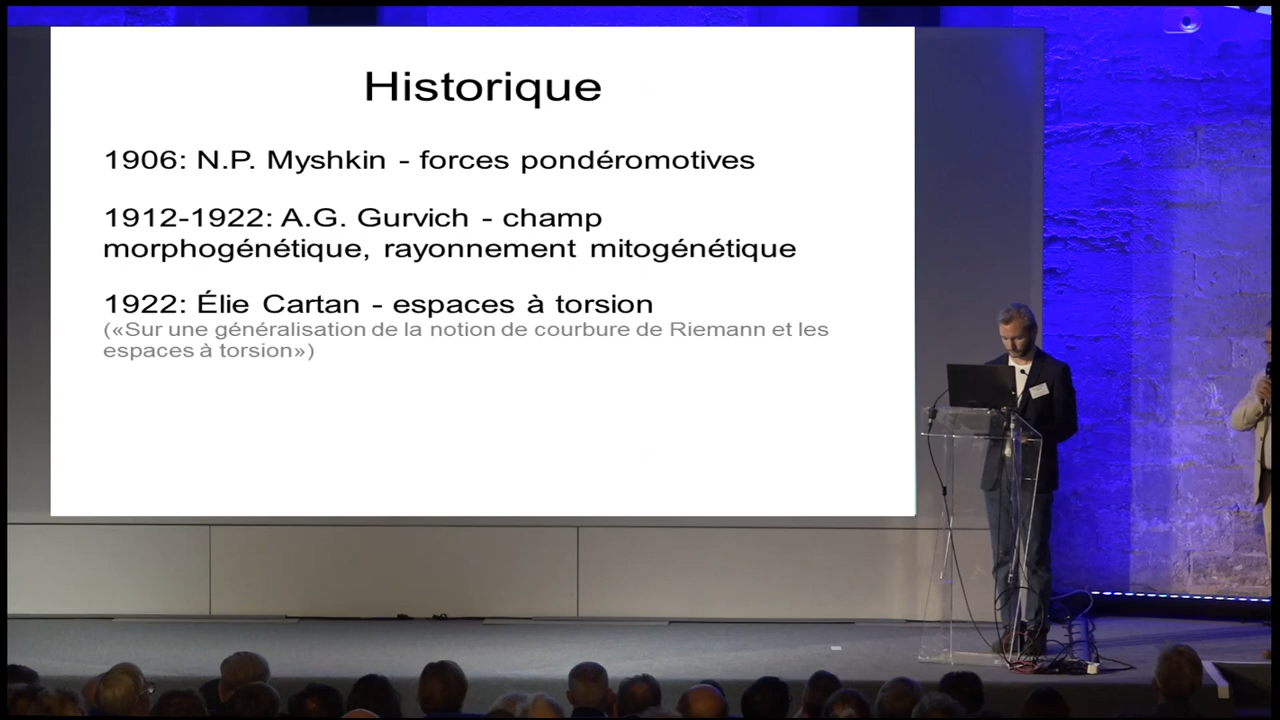 Historique
1906: N.P. Myshkin - forces pondéromotives
1912-1922: A.G. Gurvich - champ
morphogénétique, rayonnement mitogénétique
1922: Élie Cartan - espaces à torsion
(«Sur une généralisation de la notion de courbure de Riemann et les
espaces à torsion»)